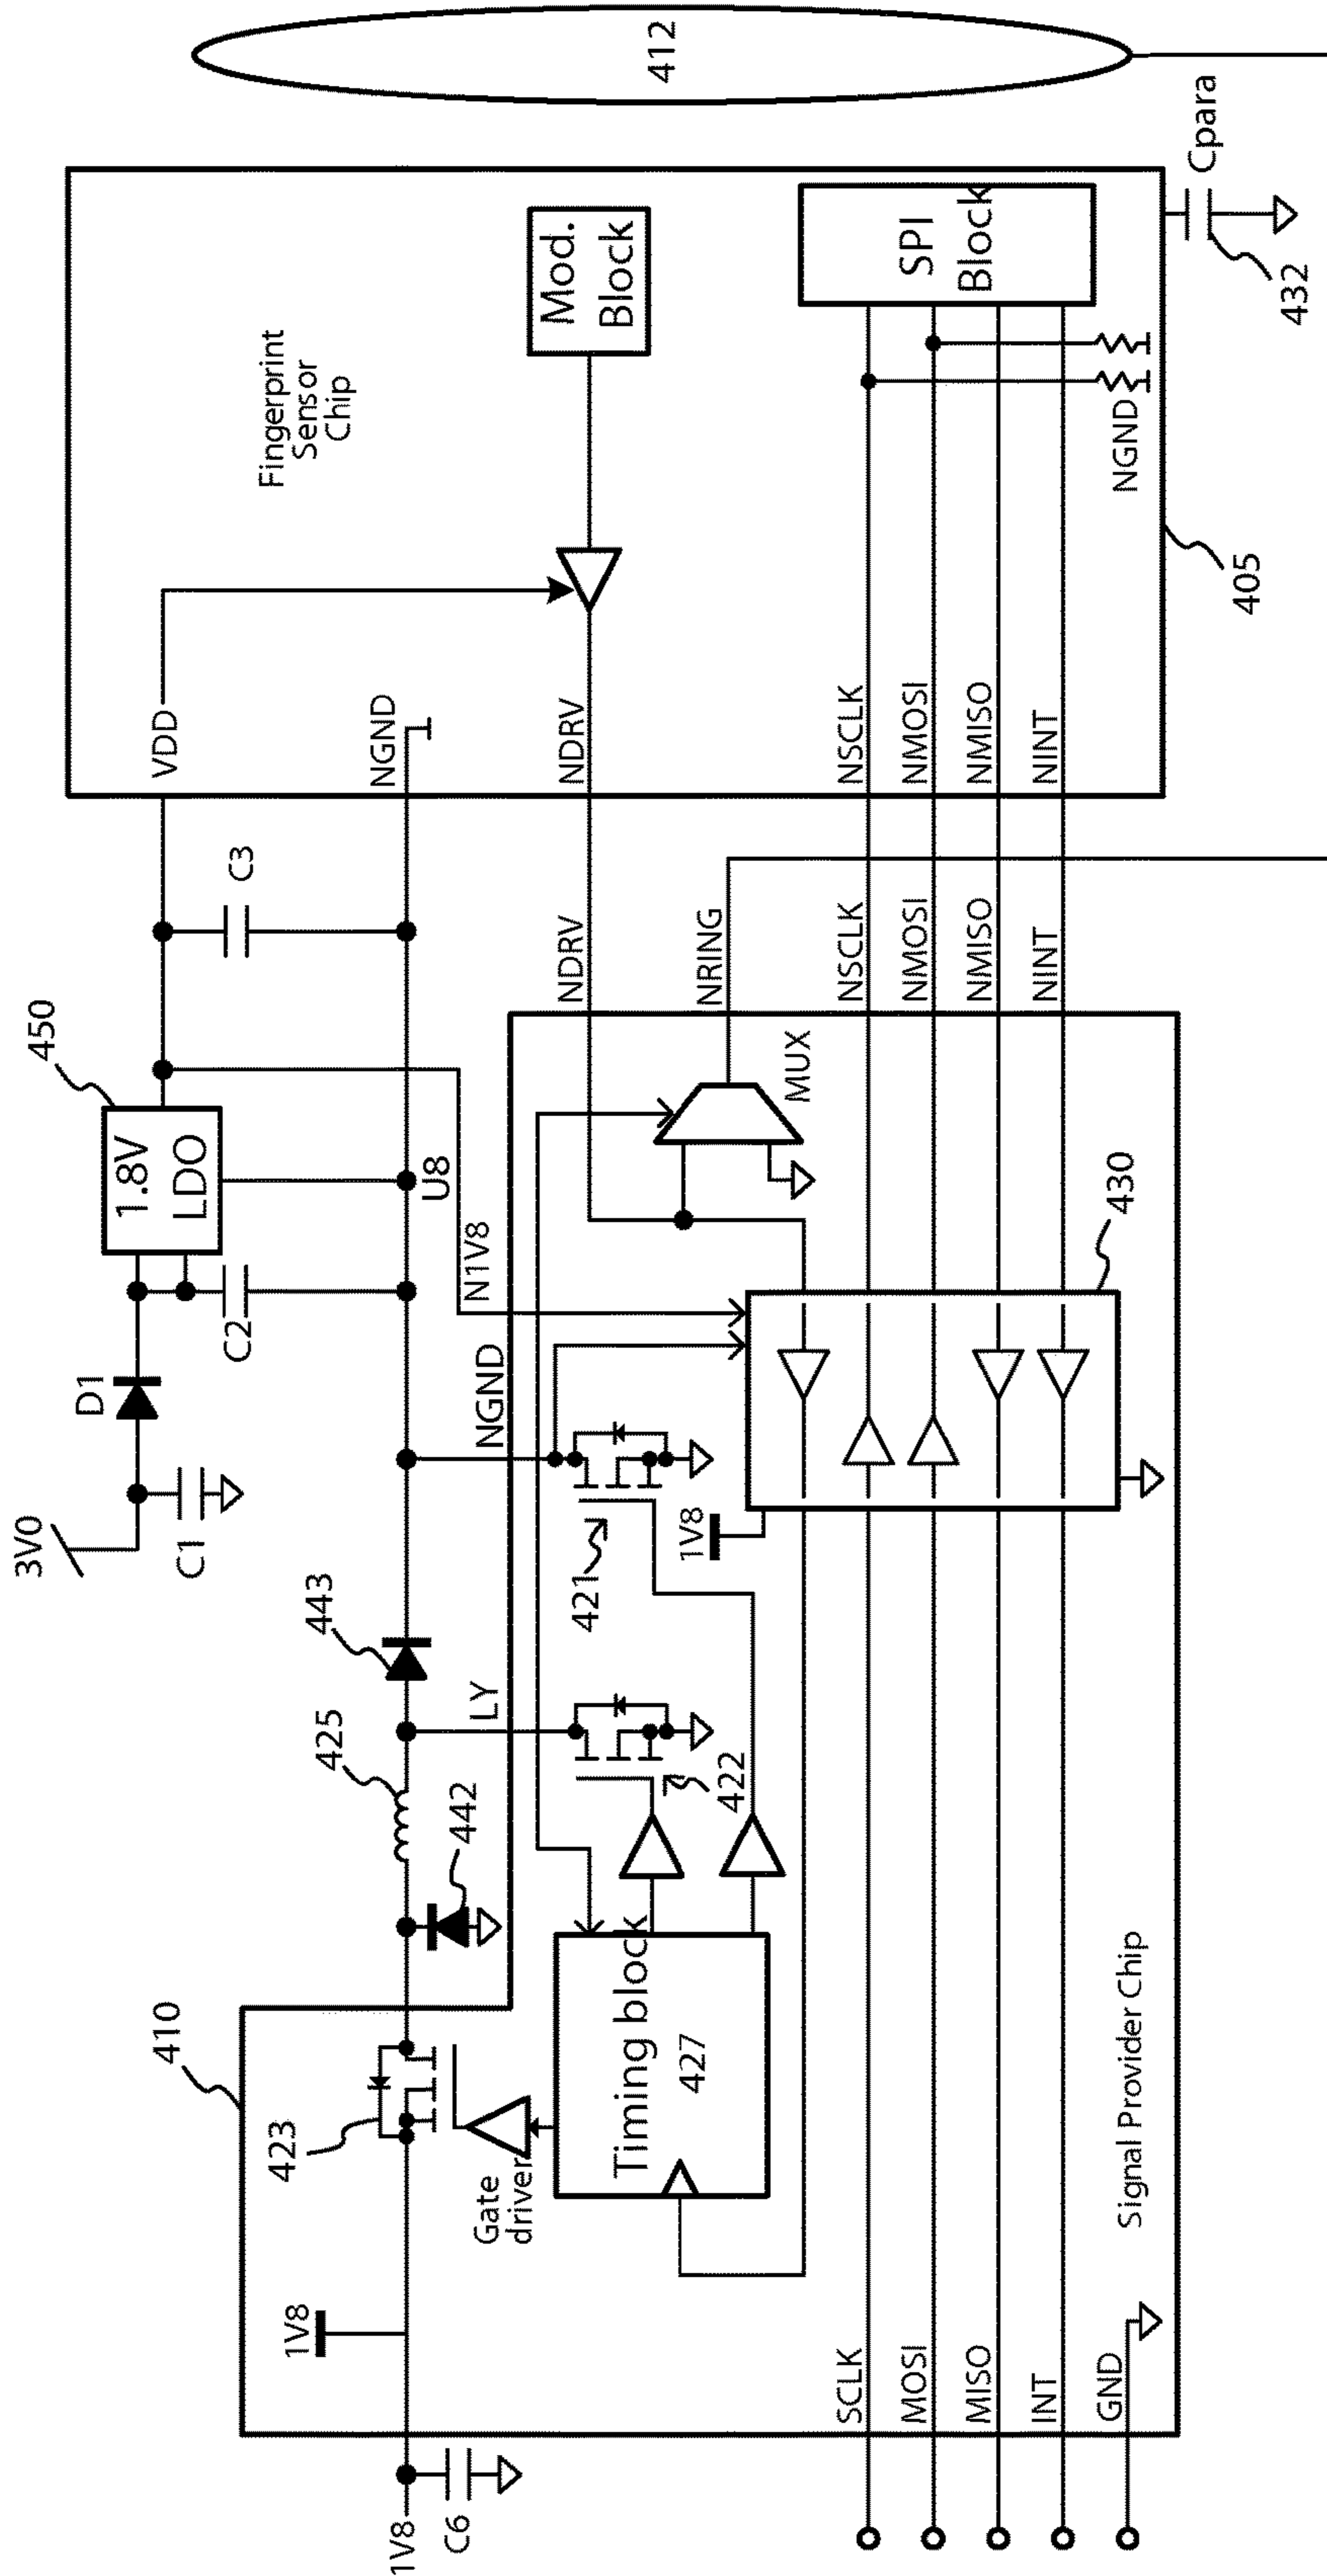 3V0
D1
450
C1
1.8V
LDO
C2
C3
U8
N1V8
VDD
NGND
Fingerprint
Sensor
Chip
Mod.
Block
412
410
423
1V8
1V8
C6
Gate
driver
442
425
443
LY
NGND
Timing block
427
422
421
1V8
MUX
430
NDRV
NRING
NSCLK
NMOSI
NMISO
NINT
NDRV
NSCLK
NMOSI
NMISO
NINT
SPI
Block
NGND
405
Cpara
432
SCLK
MOSI
MISO
INT
GND
Signal Provider Chip